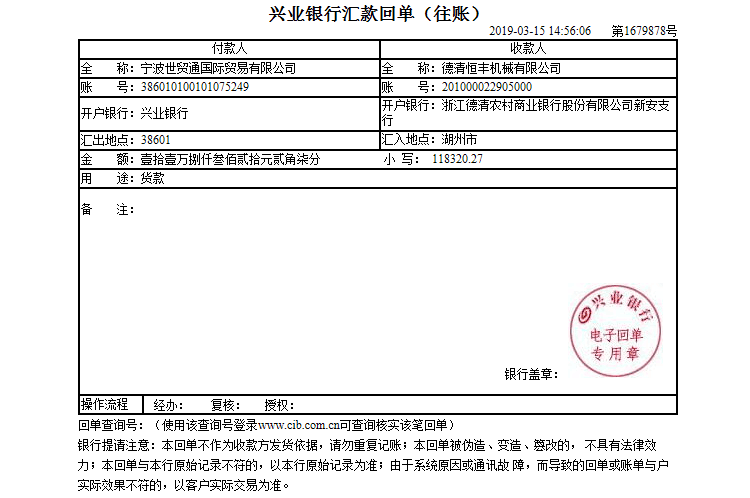 兴业银行汇款回单（往账）
2019-03-15 14:56:06 第1679878号
付款人 收款人
全 称：宁波世贸通国际贸易有限公司 全 称：德清恒丰机械有限公司
账 号：386010100101075249 账 号：201000022905000
开户银行：兴业银行 开户银行：浙江德清农村商业银行股份有限公司新安支
行
汇出地点：38601 汇入地点：湖州市
金 额：壹拾壹万捌仟叁佰贰拾元贰角柒分 小 写： 118320.27
用 途：货款
备 注：
兴业银行
电子回单
专用章
银行盖章：
操作流程 经办： 复核： 授权：
回单查询号：（使用该查询号登录www.cib.com.cn可查询核实该笔回单）
银行提请注意：本回单不作为收款方发货依据，请勿重复记账；本回单被伪造、变造、篡改的，不具有法律效
力；本回单与本行原始记录不符的，以本行原始记录为准；由于系统原因或通讯故 障，而导致的回单或账单与户
实际效果不符的，以客户实际交易为准。